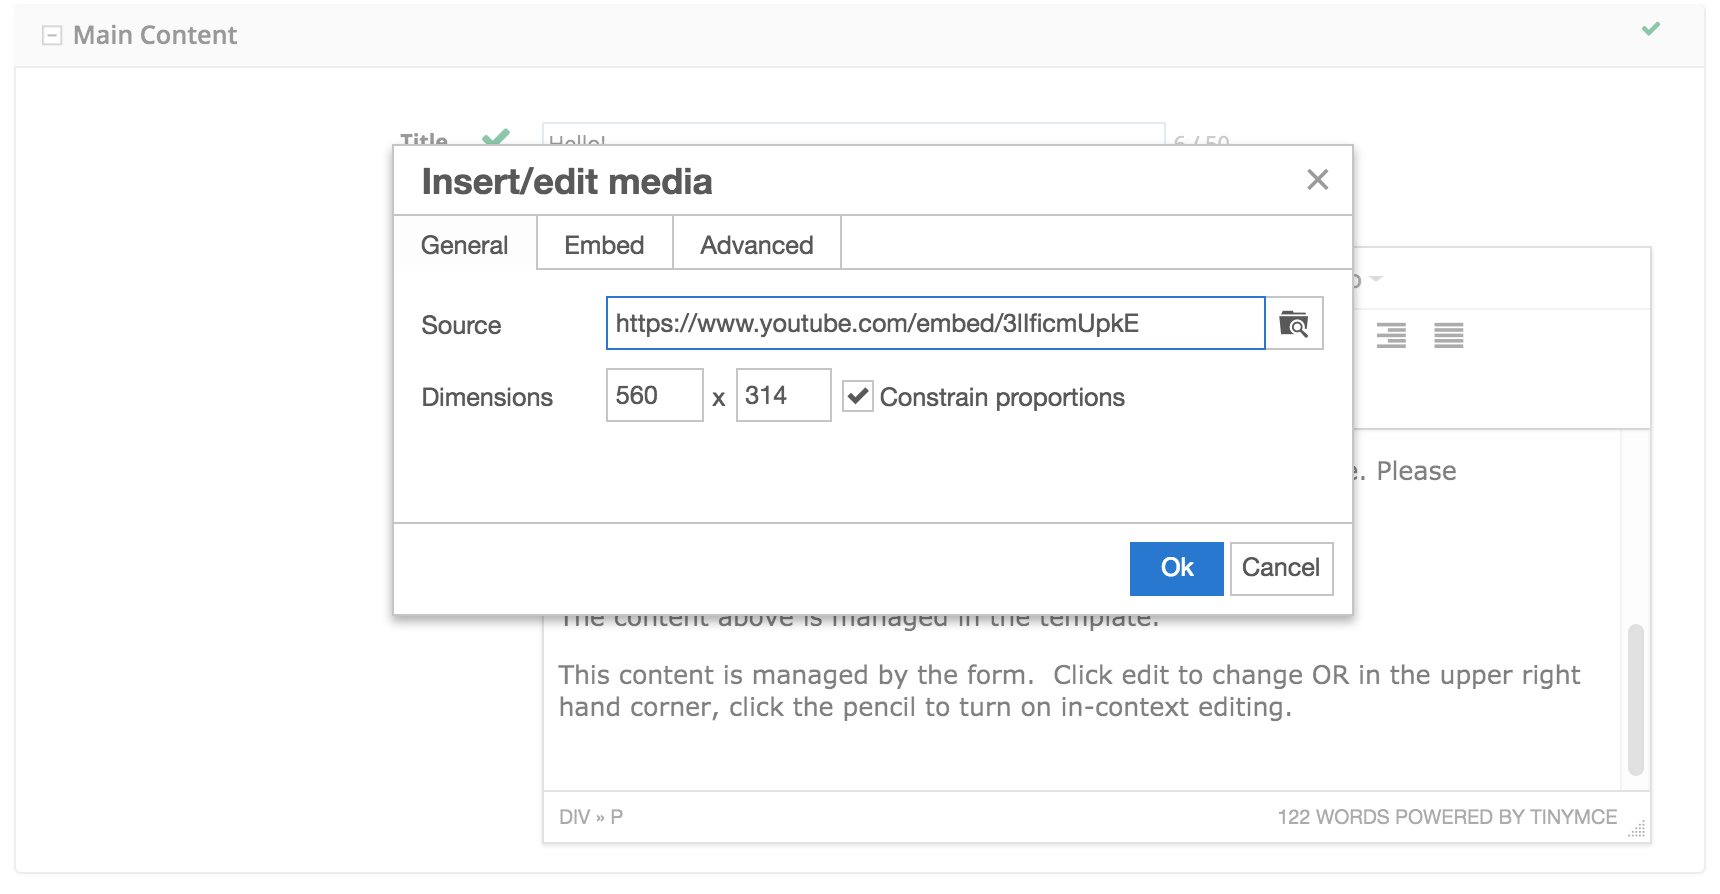 Main Content
Title
Hello!
6 / 50
Insert/edit media
General
Embed
Advanced
Source
https://www.youtube.com/embed/3lIficmUpkE
Dimensions
560 x 314
Constrain proportions
. Please
Ok
Cancel
The content above is managed in the template.
This content is managed by the form. Click edit to change OR in the upper right
hand corner, click the pencil to turn on in-context editing.
DIV » P
122 WORDS POWERED BY TINYMCE